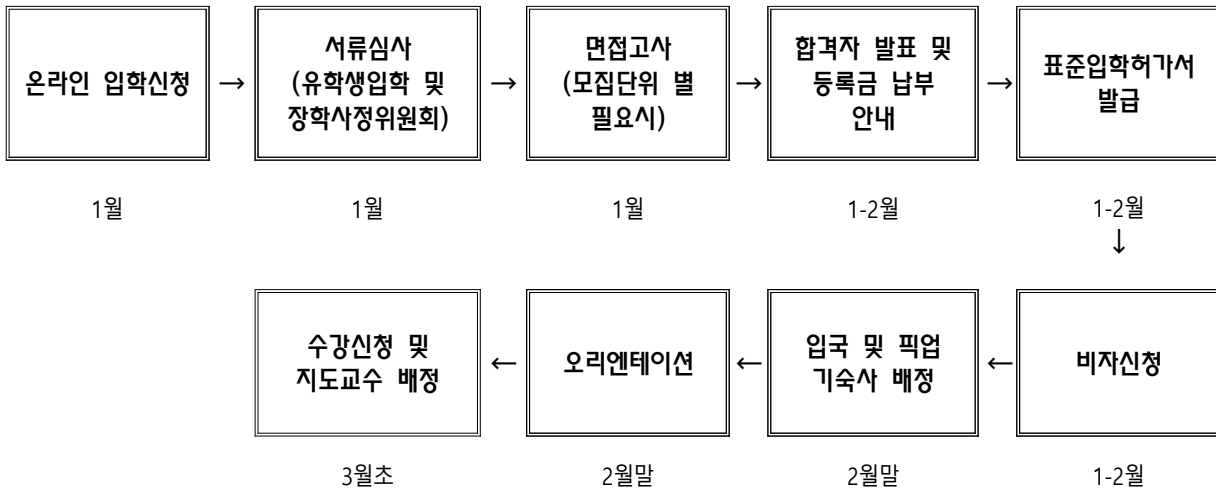 온라인 입학신청
→
서류심사
(유학생입학 및
장학사정위원회)
→
면접고사
(모집단위 별
필요시)
→
합격자 발표 및
등록금 납부
안내
→
표준입학허가서
발급
1월
1월
1월
1-2월
1-2월
↓
비자신청
←
입국 및 픽업
기숙사 배정
←
오리엔테이션
←
수강신청 및
지도교수 배정
1-2월
2월말
2월말
3월초